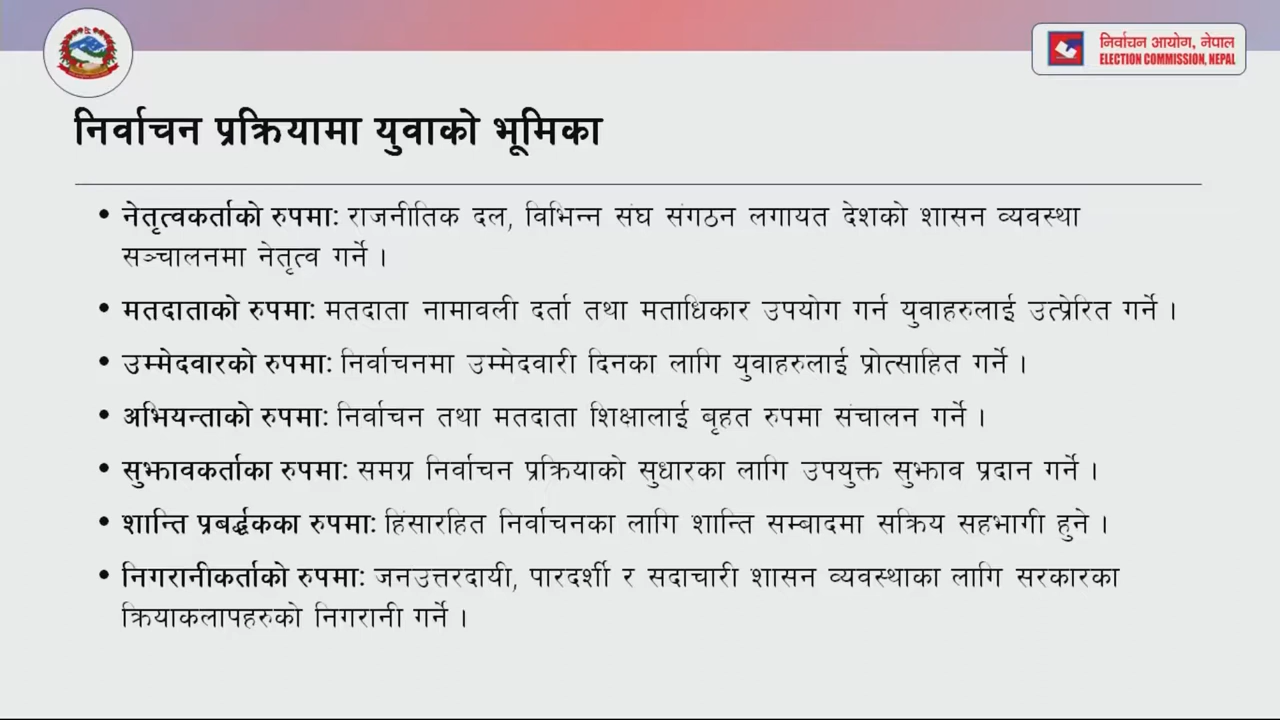 निर्वाचन आयोग, नेपाल
ELECTION COMMISSION, NEPAL
निर्वाचन प्रक्रियामा युवाको भूमिका
• नेतृत्वकर्ताको रुपमा: राजनीतिक दल, विभिन्न संघ संगठन लगायत देशको शासन व्यवस्था
सञ्चालनमा नेतृत्व गर्ने ।
• मतदाताको रुपमा: मतदाता नामावली दर्ता तथा मताधिकार उपयोग गर्न युवाहरुलाई उत्प्रेरित गर्ने ।
• उम्मेदवारको रुपमा: निर्वाचनमा उम्मेदवारी दिनका लागि युवाहरुलाई प्रोत्साहित गर्ने ।
• अभियन्ताको रुपमा: निर्वाचन तथा मतदाता शिक्षालाई बृहत रुपमा संचालन गर्ने ।
• सुझावकर्ताका रुपमा: समग्र निर्वाचन प्रक्रियाको सुधारका लागि उपयुक्त सुझाव प्रदान गर्ने ।
• शान्ति प्रबर्द्धकका रुपमा: हिंसारहित निर्वाचनका लागि शान्ति सम्बादमा सक्रिय सहभागी हुने ।
• निगरानीकर्ताको रुपमा: जनउत्तरदायी, पारदर्शी र सदाचारी शासन व्यवस्थाका लागि सरकारका
क्रियाकलापहरुको निगरानी गर्ने ।